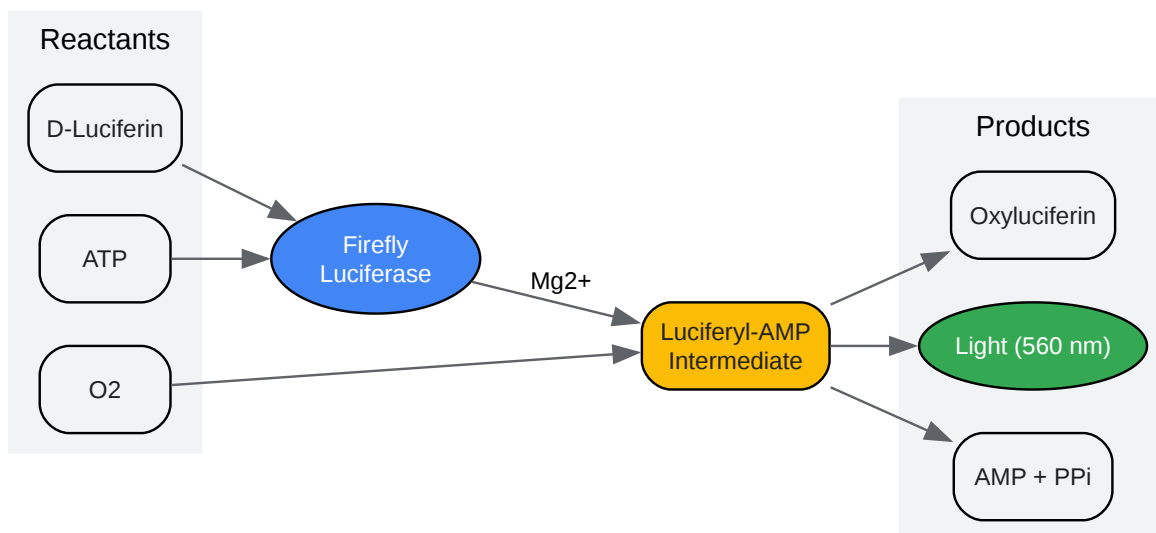 Reactants
D-Luciferin
ATP
O2
Firefly
Luciferase
Mg2+
Luciferyl-AMP
Intermediate
Products
Oxyluciferin
Light (560 nm)
AMP + PPi